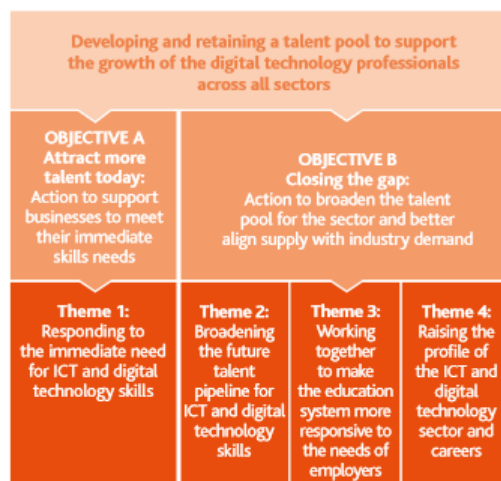 Developing and retaining a talent pool to support
the growth of the digital technology professionals
across all sectors
OBJECTIVE A
Attract more
talent today:
Action to support
businesses to meet
their immediate
skills needs
OBJECTIVE B
Closing the gap:
Action to broaden the talent
pool for the sector and better
align supply with industry demand
Theme 1:
Responding to
the immediate need
for ICT and digital
technology skills
Theme 2:
Broadening
the future
talent
pipeline for
ICT and digital
technology
skills
Theme 3:
Working
together
to make
the education
system more
responsive to
the needs of
employers
Theme 4:
Raising the
profile of
the ICT and
digital
technology
sector and
careers